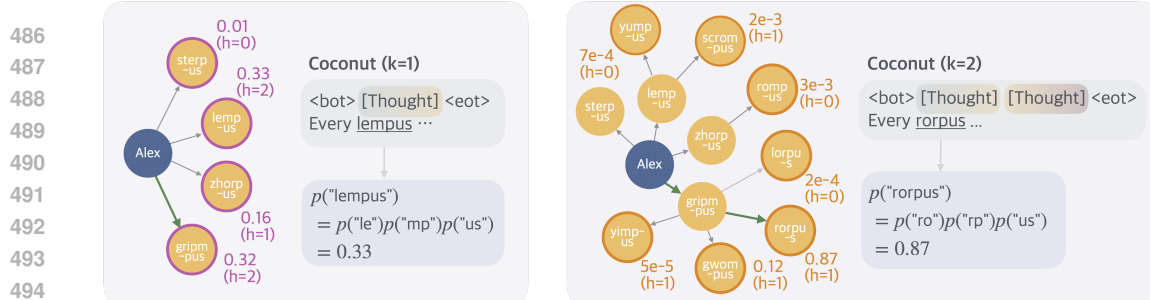 486
487
488
489
490
491
492
493
494
0.01
(h=0)
sterp
-us
0.33
(h=2)
lemp
-us
Alex
zhorp
-us
0.16
(h=1)
gripm
-pus
0.32
(h=2)
Coconut (k=1)
<bot> [Thought] <eot>
Every lempus ⋯
p("lempus")
= p("le")p("mp")p("us")
= 0.33
yump
-us
scrom
-pus
2e-3
(h=1)
7e-4
(h=0)
sterp
-us
lemp
-us
romp
-us
3e-3
(h=0)
zhorp
-us
Alex
lorpu
-s
2e-4
(h=0)
gripm
-pus
yimp-
us
5e-5
(h=1)
gwom
-pus
0.12
(h=1)
rorpu
-s
0.87
(h=1)
Coconut (k=2)
<bot> [Thought] [Thought] <eot>
Every rorpus ...
p("rorpus")
= p("ro")p("rp")p("us")
= 0.87